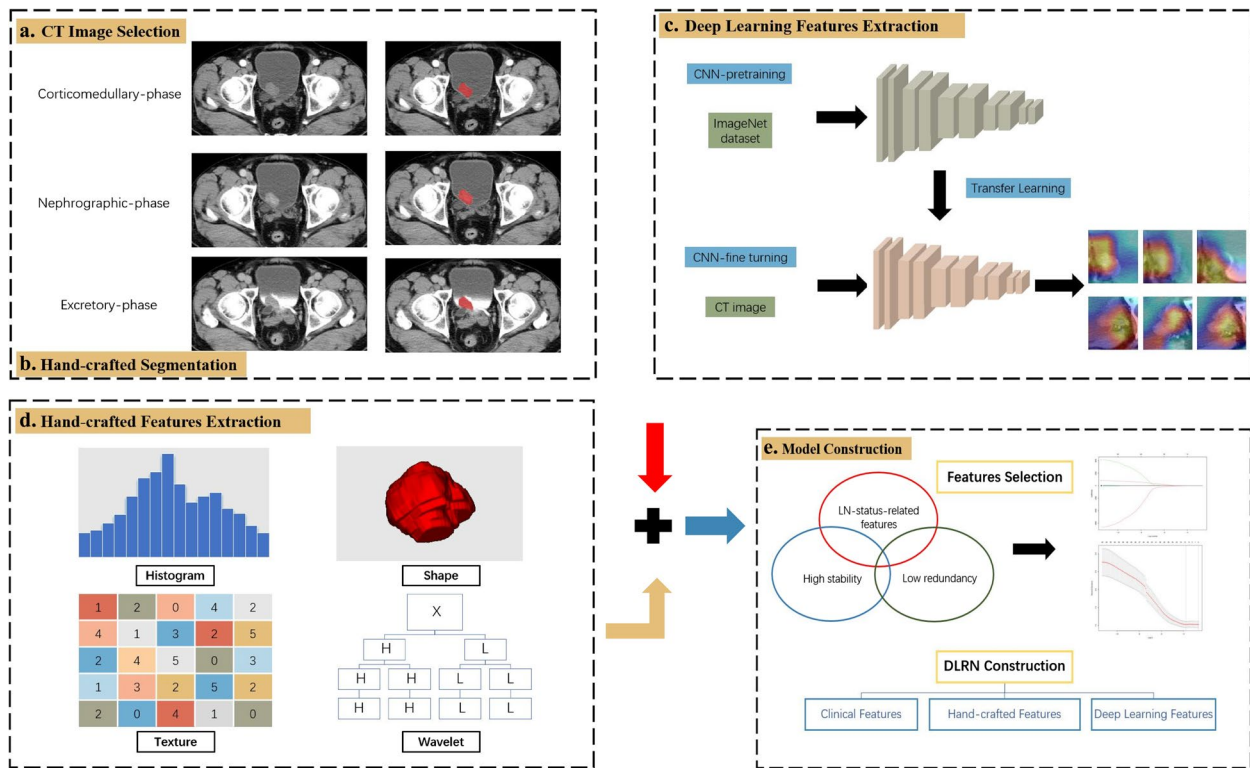 a. CT Image Selection
Corticomedullary-phase
Nephrographic-phase
Excretory-phase
b. Hand-crafted Segmentation
c. Deep Learning Features Extraction
CNN-pretraining
ImageNet
dataset
Transfer Learning
CNN-fine turning
CT image
d. Hand-crafted Features Extraction
Histogram
Shape
1 2 0 4 2
4 1 3 2 5
2 4 5 0 3
1 3 2 5 2
2 0 4 1 0
Texture
X
H L
H H L L
H H L L
Wavelet
e. Model Construction
Features Selection
LN-status-related
features
High stability
Low redundancy
DLRN Construction
Clinical Features
Hand-crafted Features
Deep Learning Features